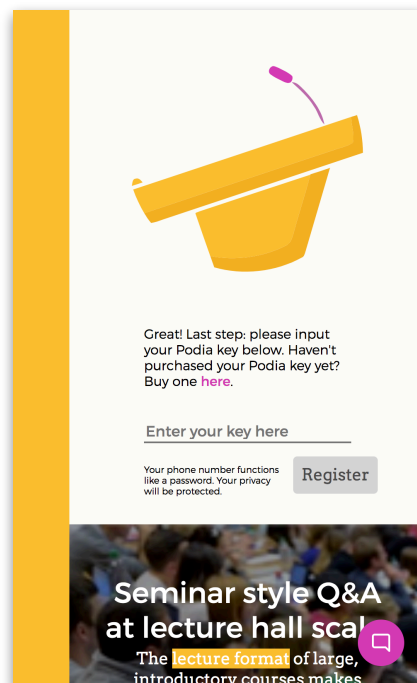 Great! Last step: please input
your Podia key below. Haven't
purchased your Podia key yet?
Buy one here.
Enter your key here
Your phone number functions
like a password. Your privacy
will be protected.
Register
Seminar style Q&A
at lecture hall
The lecture format of large,
introductory courses makes